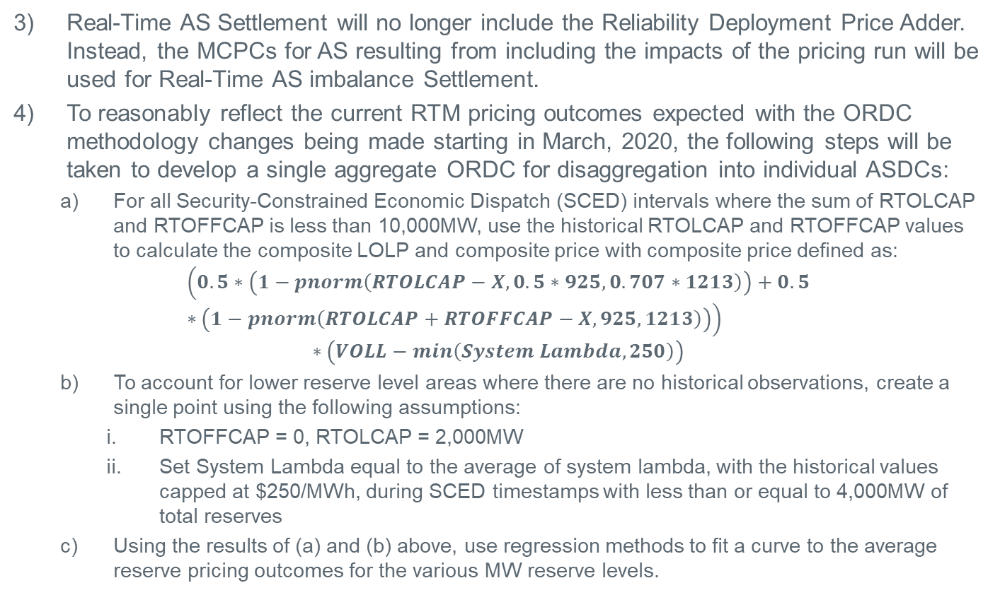 3) Real-Time AS Settlement will no longer include the Reliability Deployment Price Adder.
Instead, the MCPCs for AS resulting from including the impacts of the pricing run will be
used for Real-Time AS imbalance Settlement.
4) To reasonably reflect the current RTM pricing outcomes expected with the ORDC
methodology changes being made starting in March, 2020, the following steps will be
taken to develop a single aggregate ORDC for disaggregation into individual ASDCs:
a) For all Security-Constrained Economic Dispatch (SCED) intervals where the sum of RTOLCAP
and RTOFFCAP is less than 10,000MW, use the historical RTOLCAP and RTOFFCAP values
to calculate the composite LOLP and composite price with composite price defined as:
(0.5 * (1 − pnorm(RTOLCAP − X, 0.5 * 925, 0.707 * 1213)) + 0.5
* (1 − pnorm(RTOLCAP + RTOFFCAP − X, 925, 1213)))
* (VOLL − min(System Lambda, 250))
b) To account for lower reserve level areas where there are no historical observations, create a
single point using the following assumptions:
i. RTOFFCAP = 0, RTOLCAP = 2,000MW
ii. Set System Lambda equal to the average of system lambda, with the historical values
capped at $250/MWh, during SCED timestamps with less than or equal to 4,000MW of
total reserves
c) Using the results of (a) and (b) above, use regression methods to fit a curve to the average
reserve pricing outcomes for the various MW reserve levels.